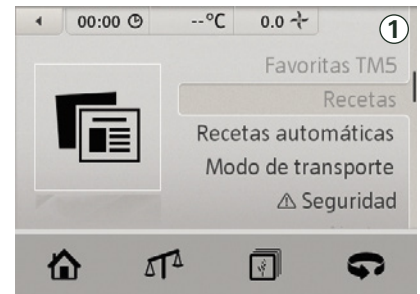 00:00 --°C 0.0 1
Favoritas TM5
Recetas
Recetas automáticas
Modo de transporte
Seguridad